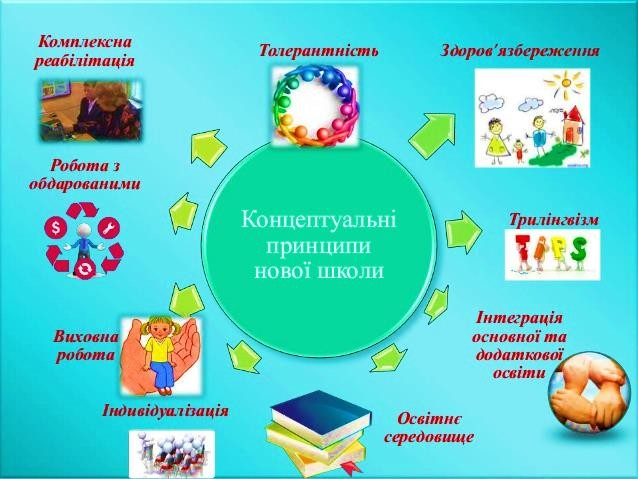 Комплексна
реабілітація
Толерантність
Здоров'язбереження
Робота з
обдарованими
Концептуальні
принципи
нової школи
Трилінгвізм
TIPS
Інтеграція
основної та
додаткової
освіти
Виховна
робота
Індивідуалізація
Освітнє
середовище